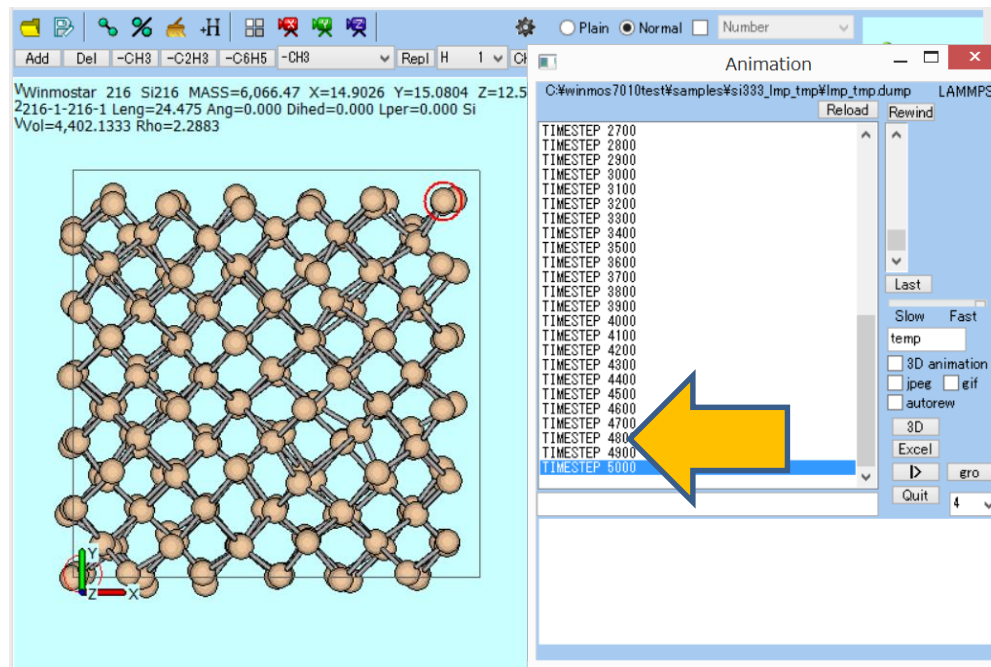 Plain Normal Number
Add Del -CH3 -C2H3 -C6H5 -CH3 Repl H 1
Winmostar 216 Si216 MASS=6,066.47 X=14.9026 Y=15.0804 Z=12.5
216-1-216-1 Leng=24.475 Ang=0.000 Dihed=0.000 Lper=0.000 Si
Vol=4,402.1333 Rho=2.2883
Y
Z X
Animation
C:¥winmos7010test¥samples¥si333_lmp_tmp¥lmp_tmp.dump LAMMPS
Reload Rewind
TIMESTEP 2700
TIMESTEP 2800
TIMESTEP 2900
TIMESTEP 3000
TIMESTEP 3100
TIMESTEP 3200
TIMESTEP 3300
TIMESTEP 3400
TIMESTEP 3500
TIMESTEP 3600
TIMESTEP 3700
TIMESTEP 3800
TIMESTEP 3900
TIMESTEP 4000
TIMESTEP 4100
TIMESTEP 4200
TIMESTEP 4300
TIMESTEP 4400
TIMESTEP 4500
TIMESTEP 4600
TIMESTEP 4700
TIMESTEP 480
TIMESTEP 4900
TIMESTEP 5000
Last
Slow Fast
temp
3D animation
jpeg gif
autorew
3D
Excel
gro
Quit 4